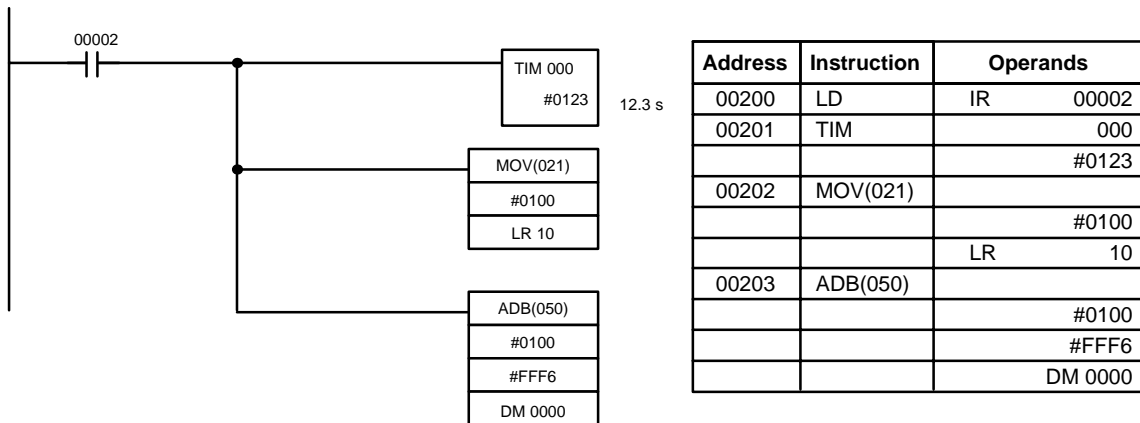 00002
TIM 000
#0123
12.3 s
MOV(021)
#0100
LR 10
ADB(050)
#0100
#FFF6
DM 0000
Address Instruction Operands
00200 LD IR 00002
00201 TIM 000
#0123
00202 MOV(021)
#0100
LR 10
00203 ADB(050)
#0100
#FFF6
DM 0000